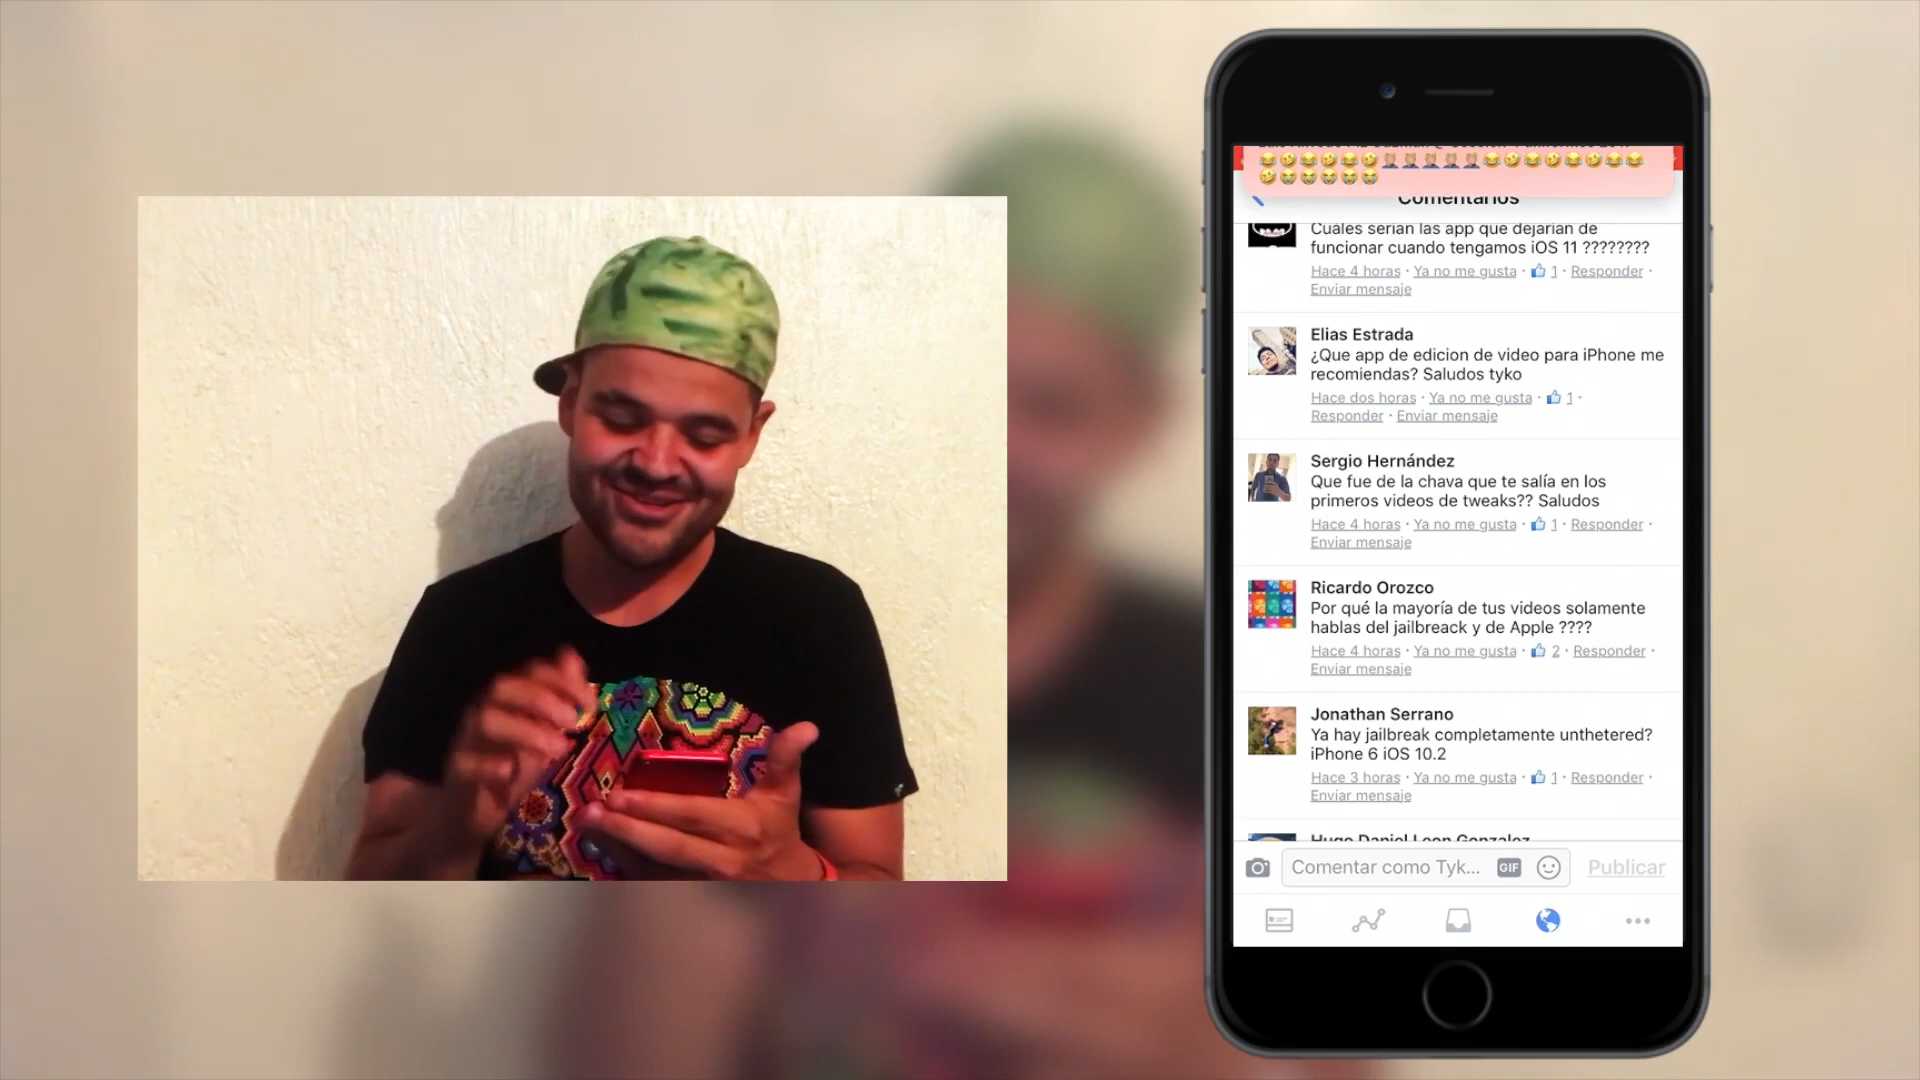 Comentarios
Cuales serian las app que dejarían de
funcionar cuando tengamos iOS 11 ????????
Hace 4 horas · Ya no me gusta · 1 · Responder ·
Enviar mensaje
Elias Estrada
¿Que app de edicion de video para iPhone me
recomiendas? Saludos tyko
Hace dos horas · Ya no me gusta · 1 ·
Responder · Enviar mensaje
Sergio Hernández
Que fue de la chava que te salía en los
primeros videos de tweaks?? Saludos
Hace 4 horas · Ya no me gusta · 1 · Responder ·
Enviar mensaje
Ricardo Orozco
Por qué la mayoría de tus videos solamente
hablas del jailbreack y de Apple ????
Hace 4 horas · Ya no me gusta · 2 · Responder ·
Enviar mensaje
Jonathan Serrano
Ya hay jailbreak completamente unthetered?
iPhone 6 iOS 10.2
Hace 3 horas · Ya no me gusta · 1 · Responder ·
Enviar mensaje
Hugo Daniel Leon Gonzalez
Comentar como Tyk... GIF Publicar